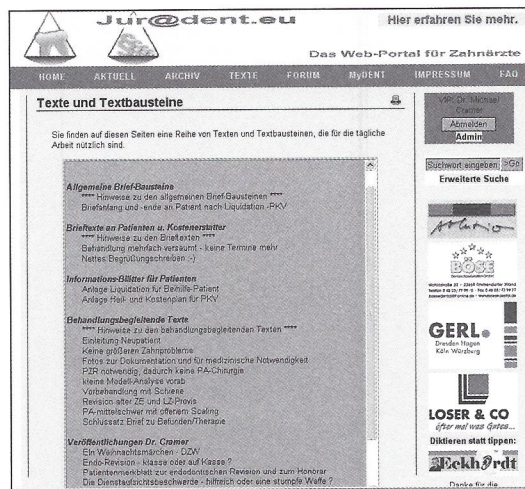 Jur@dent.eu
Hier erfahren Sie mehr.
Das Web-Portal für Zahnärzte
HOME AKTUELL ARCHIV TEXTE FORUM MyDENT IMPRESSUM FAQ
Texte und Textbausteine
Sie finden auf diesen Seiten eine Reihe von Texten und Textbausteinen, die für die tägliche
Arbeit nützlich sind.
Allgemeine Brief-Bausteine
**** Hinweise zu den allgemeinen Brief-Bausteinen ****
Briefanfang und -ende an Patient nach Liquidation -PKV
Brieftexte an Patienten u. Kostenerstatter
**** Hinweise zu den Brieftexten ****
Behandlung mehrfach versäumt - keine Termine mehr
Nettes Begrüßungschreiben :-)
Informations-Blätter für Patienten
Anlage Liquidation für Beihilfe-Patient
Anlage Heil- und Kostenplan für PKV
Behandlungsbegleitende Texte
**** Hinweise zu den behandlungsbegleitenden Texten ****
Einleitung Neupatient
Keine größeren Zahnprobleme
Fotos zur Dokumentation und für medizinische Notwendigkeit
PZR notwendig, dadurch keine PA-Chirurgie
kleine Modell-Analyse vorab
Vorbehandlung mit Schiene
Revision alter ZE und LZ-Provis
PA-mittelschwer mit offenem Scaling
Schlussatz Brief zu Befunden/Therapie
Veröffentlichungen Dr. Cramer
Ein Weihnachtsmärchen - DZW
Endo-Revision - klasse oder auf Kasse ?
Patientenmerkblatt zur endodontischen Revision und zum Honorar
Die Dienstaufsichtsbeschwerde - hilfreich oder eine stumpfe Waffe ?
VIP: Dr. Michael
Cramer
Abmelden
Admin
Suchwort eingeben >Go
Erweiterte Suche
solutio
BÖSE
GERL.
Dresden Hagen
Köln Würzburg
LOSER & CO
öfter mal was Gutes...
Diktieren statt tippen:
Eckhardt
Danke für die